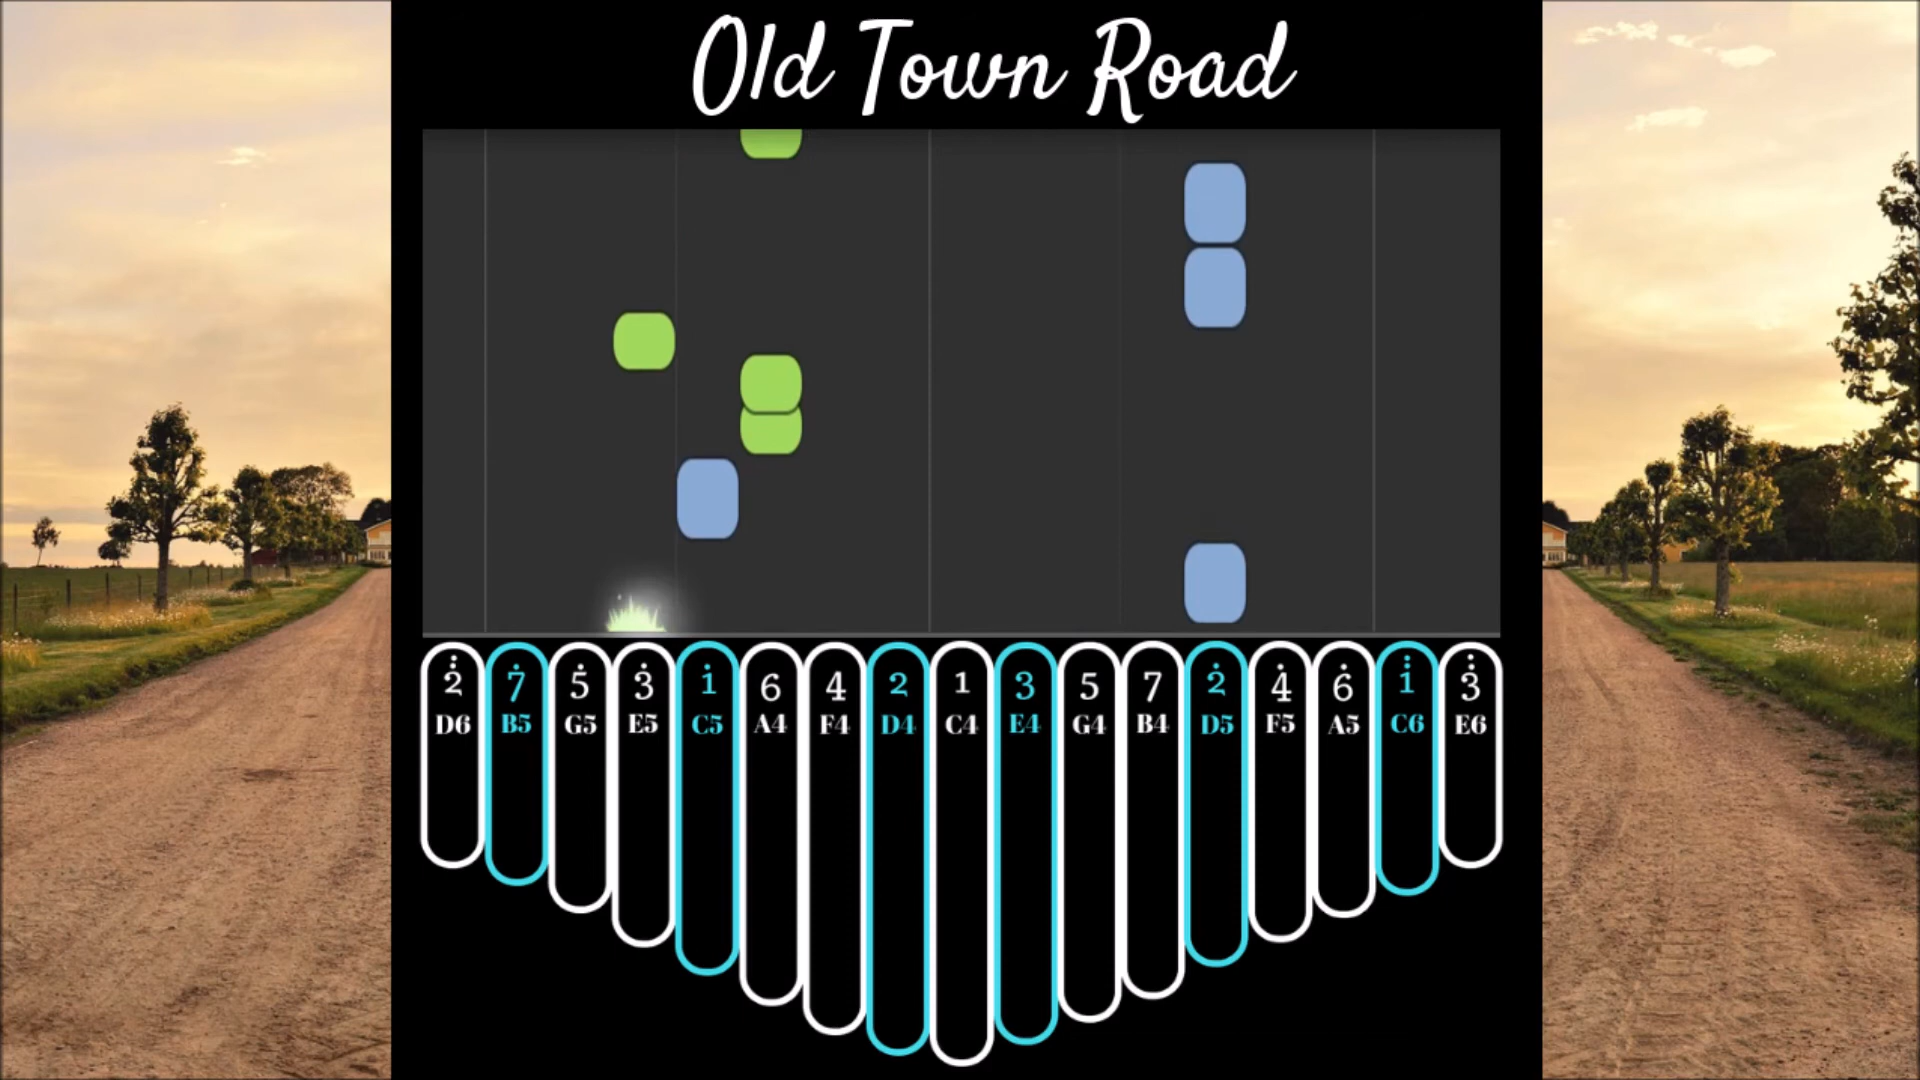 Old Town Road
2̈ 7̇ 5̇ 3̇ 1̇ 6 4 2 1 3 5 7 2̇ 4̇ 6̇ 1̈ 3̈
D6 B5 G5 E5 C5 A4 F4 D4 C4 E4 G4 B4 D5 F5 A5 C6 E6